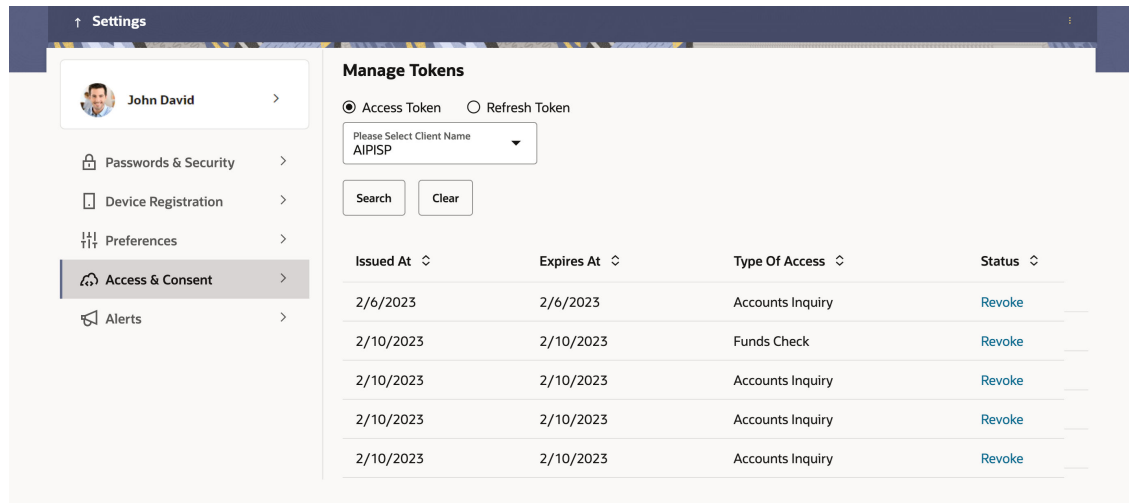 ↑ Settings
John David
Passwords & Security
Device Registration
Preferences
Access & Consent
Alerts
Manage Tokens
Access Token Refresh Token
Please Select Client Name
AIPISP
Search Clear
Issued At Expires At Type Of Access Status
2/6/2023 2/6/2023 Accounts Inquiry Revoke
2/10/2023 2/10/2023 Funds Check Revoke
2/10/2023 2/10/2023 Accounts Inquiry Revoke
2/10/2023 2/10/2023 Accounts Inquiry Revoke
2/10/2023 2/10/2023 Accounts Inquiry Revoke